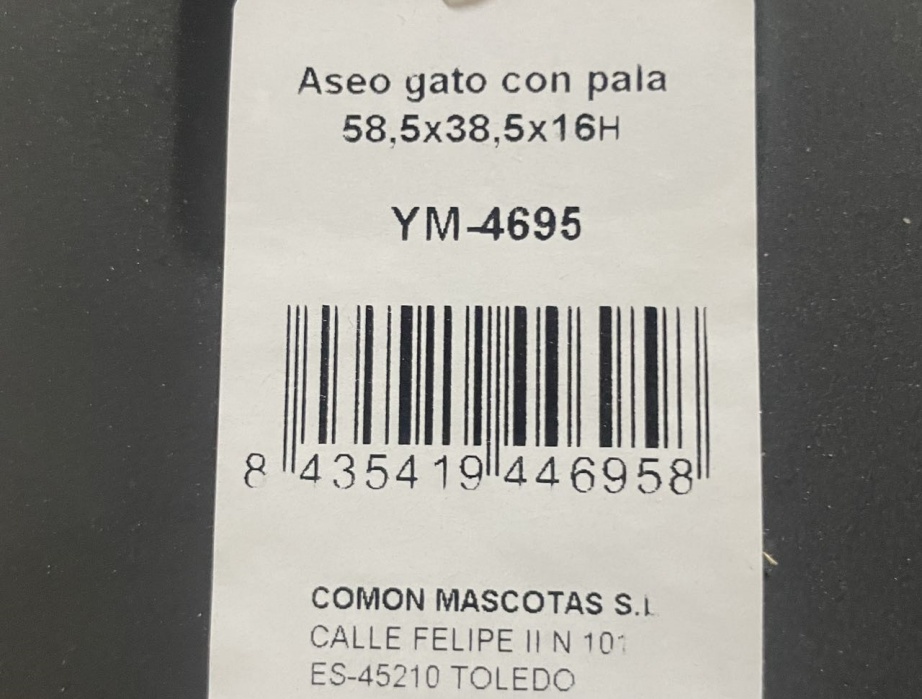 Aseo gato con pala
58,5x38,5x16H
YM-4695
8 435419 446958
COMON MASCOTAS S.L
CALLE FELIPE II N 101
ES-45210 TOLEDO